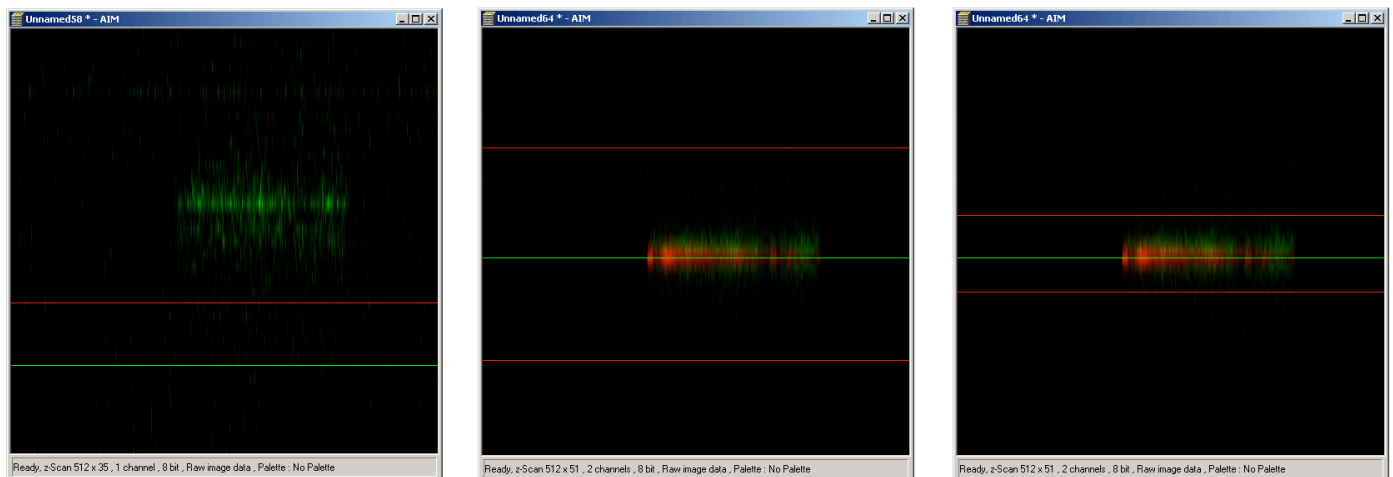 Unnamed58 * - AIM
Ready, z-Scan 512 x 35 , 1 channel , 8 bit , Raw image data , Palette : No Palette
Unnamed64 * - AIM
Ready, z-Scan 512 x 51 , 2 channels , 8 bit , Raw image data , Palette : No Palette
Unnamed64 * - AIM
Ready, z-Scan 512 x 51 , 2 channels , 8 bit , Raw image data , Palette : No Palette